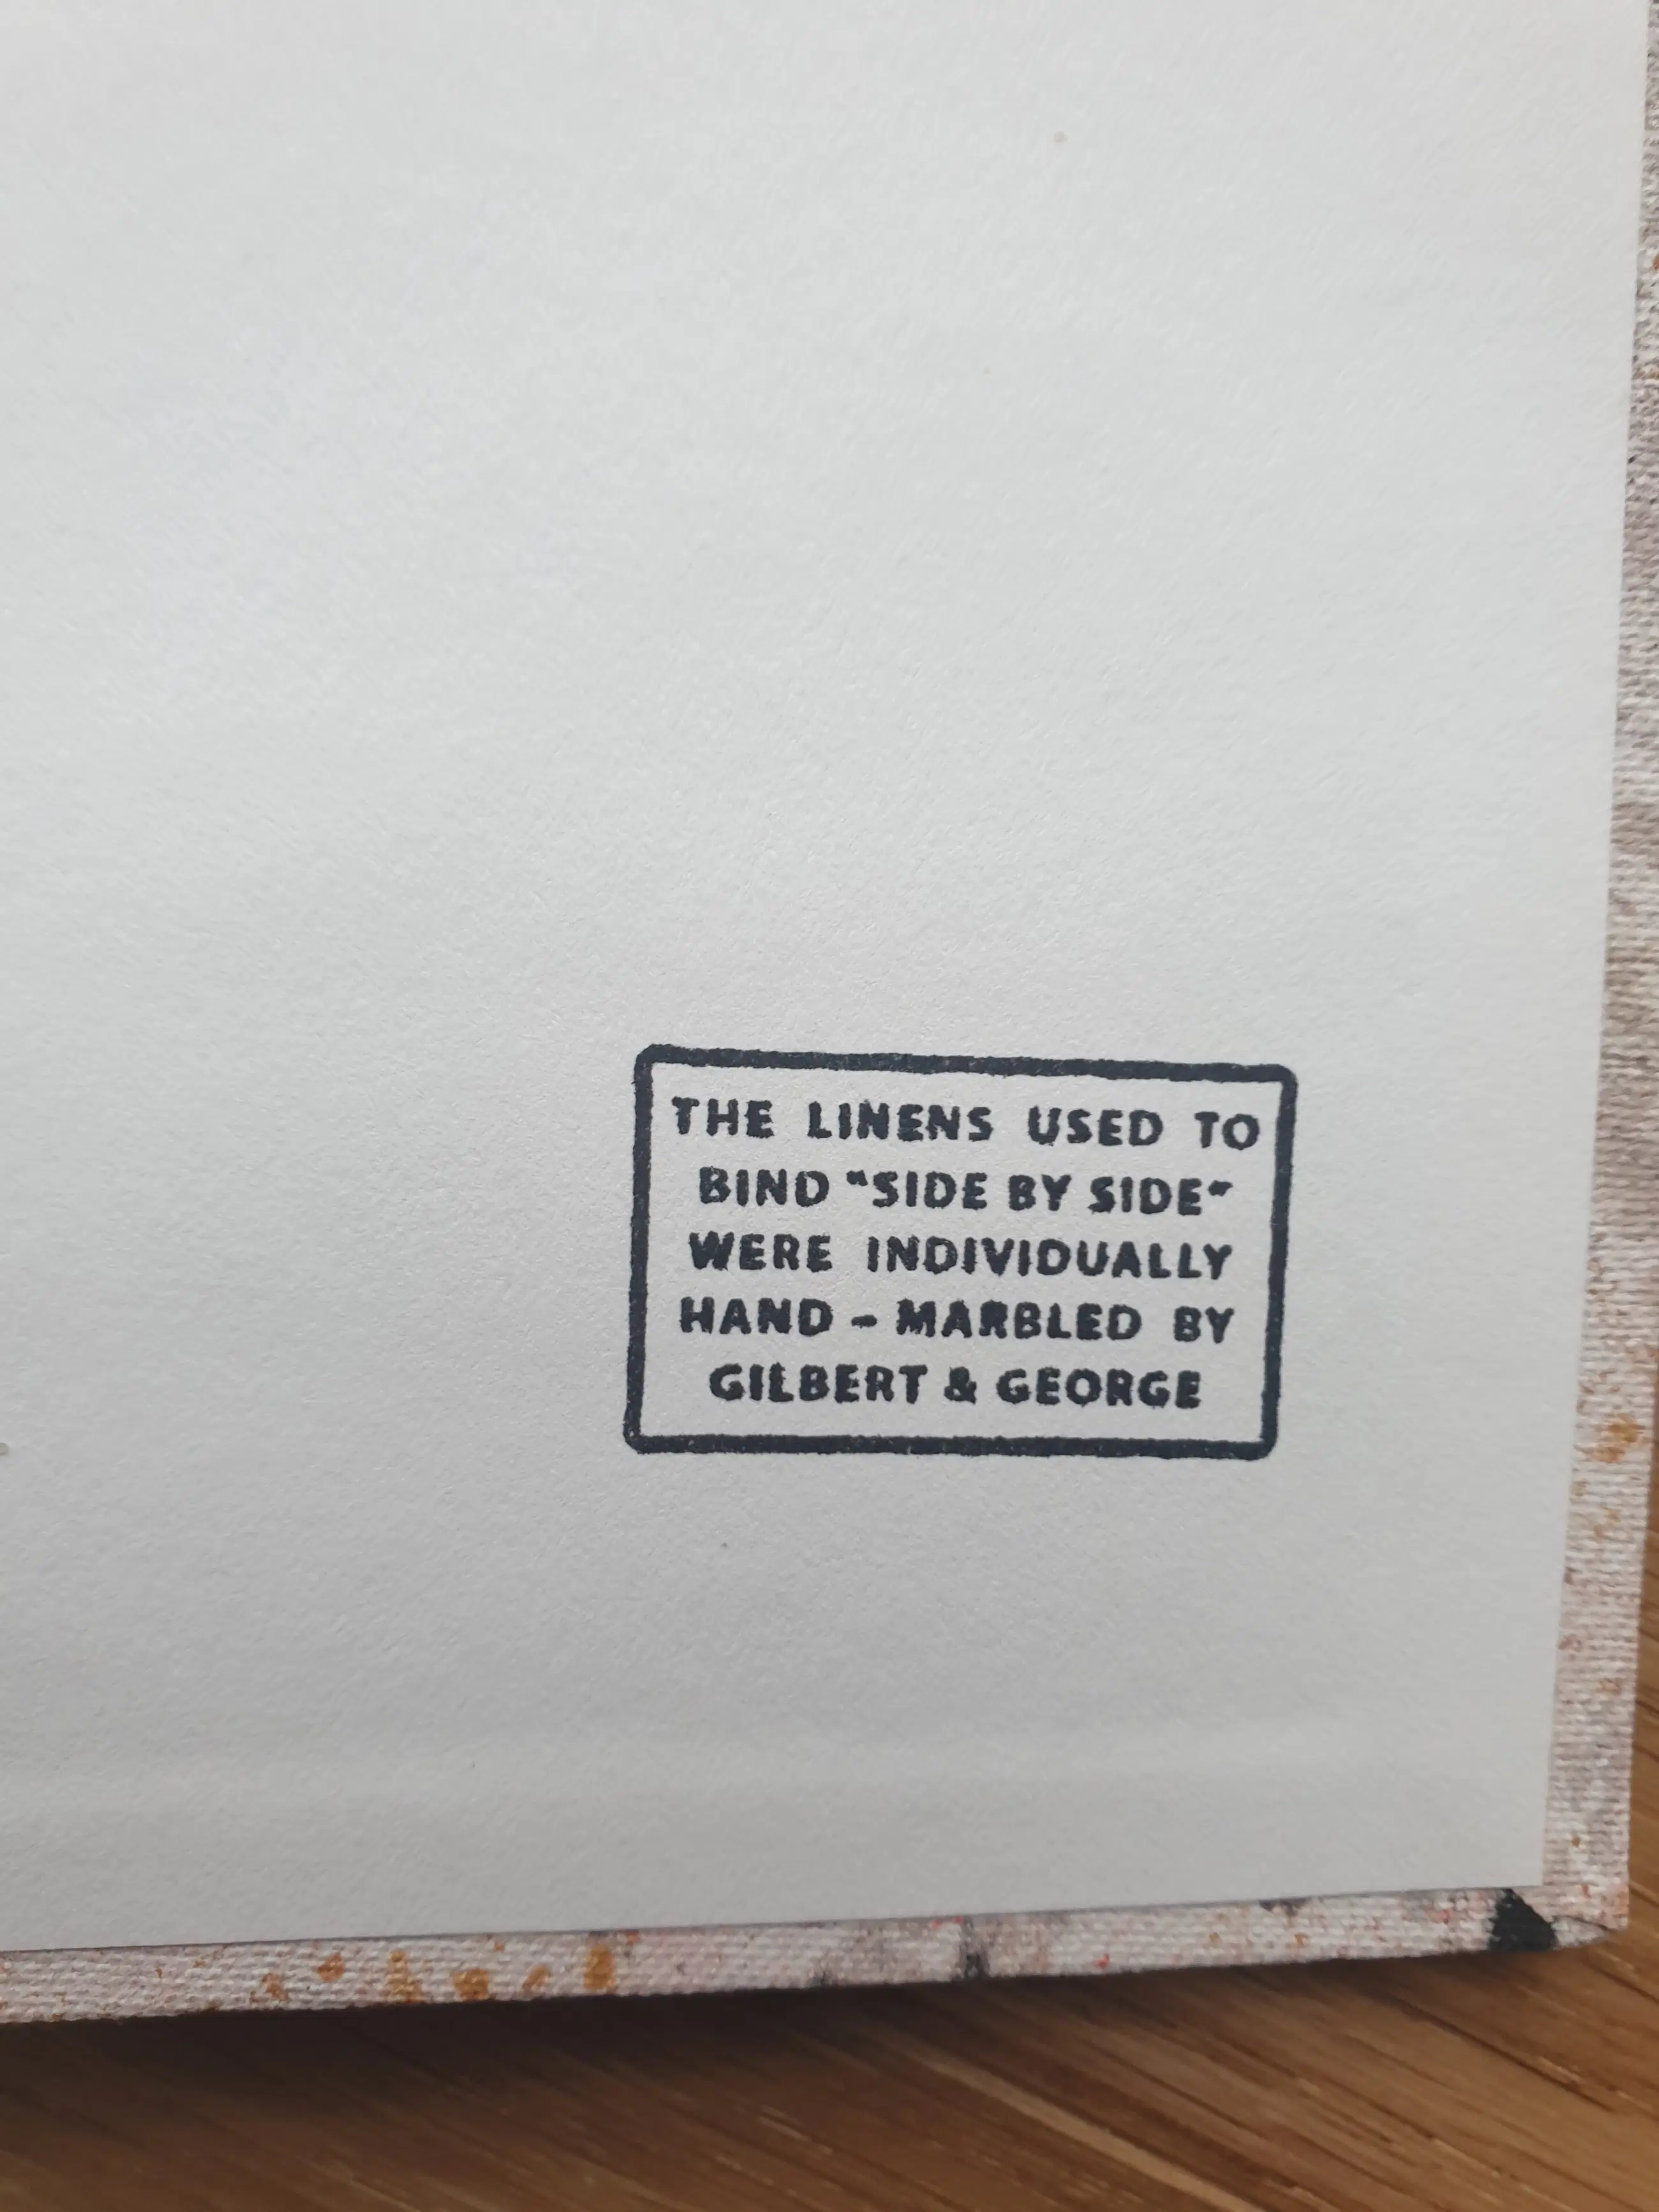 THE LINENS USED TO
BIND "SIDE BY SIDE"
WERE INDIVIDUALLY
HAND - MARBLED BY
GILBERT & GEORGE